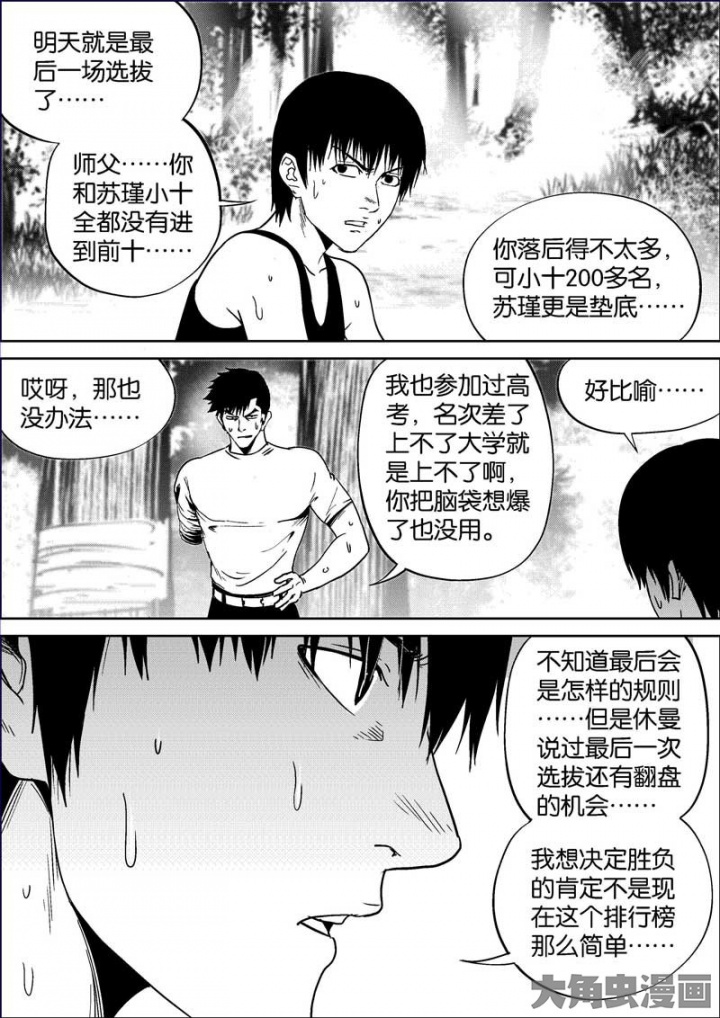 明天就是最
后一场选拔
了……
师父……你
和苏瑾小十
全都没有进
到前十……
你落后得不太多，
可小十200多名，
苏瑾更是垫底……
哎呀，那也
没办法……
我也参加过高
考，名次差了
上不了大学就
是上不了啊，
你把脑袋想爆
了也没用。
好比喻……
不知道最后会
是怎样的规则
……但是休曼
说过最后一次
选拔还有翻盘
的机会……
我想决定胜负
的肯定不是现
在这个排行榜
那么简单……
大角虫漫画